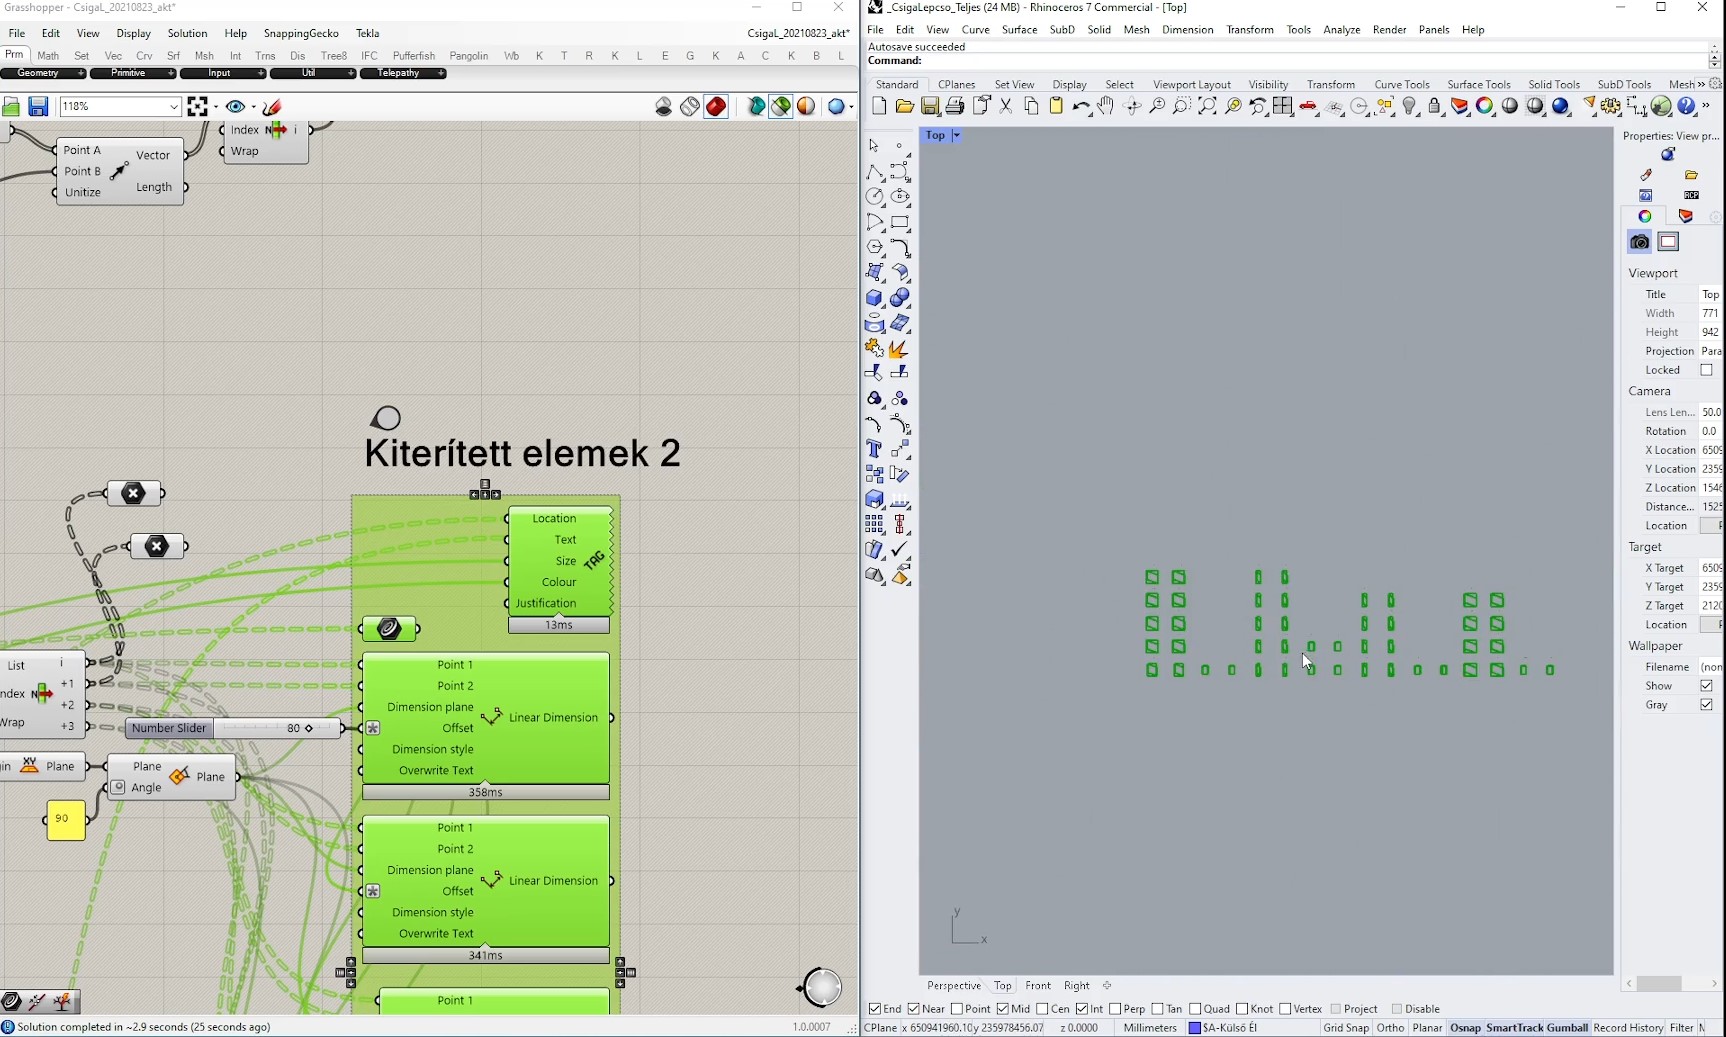 Grasshopper - CsigaL_20210823_akt*
File Edit View Display Solution Help SnappingGecko Tekla CsigaL_20210823_akt*
Prm Math Set Vec Crv Srf Msh Int Trns Dis Tree8 IFC Pufferfish Pangolin Wb K T R K L E G K A C K B L
Geometry + Primitive + Input + Util + Telepathy +
118%
Index i
Wrap
Point A Vector
Point B
Unitize Length
Kiterített elemek 2
Location
Text
Size
Colour
Justification
TAG
13ms
List i
ndex +1
Wrap +2
+3
Number Slider 80
in XY Plane
Plane Plane
Angle
90
Point 1
Point 2
Dimension plane
Offset
Dimension style
Overwrite Text
Linear Dimension
358ms
Point 1
Point 2
Dimension plane
Offset
Dimension style
Overwrite Text
Linear Dimension
341ms
Point 1
Solution completed in ~2.9 seconds (25 seconds ago)
1.0.0007
_CsigaLepcso_Teljes (24 MB) - Rhinoceros 7 Commercial - [Top]
File Edit View Curve Surface SubD Solid Mesh Dimension Transform Tools Analyze Render Panels Help
Autosave succeeded
Command:
Standard CPlanes Set View Display Select Viewport Layout Visibility Transform Curve Tools Surface Tools Solid Tools SubD Tools Mesh »
Top
y
x
Properties: View pr...
Viewport
Title Top
Width 771
Height 942
Projection Para
Locked
Camera
Lens Len... 50.0
Rotation 0.0
X Location 6509
Y Location 2359
Z Location 1546
Distance... 1525
Location P
Target
X Target 6509
Y Target 2359
Z Target 2120
Location P
Wallpaper
Filename (non
Show
Gray
Perspective Top Front Right
End Near Point Mid Cen Int Perp Tan Quad Knot Vertex Project Disable
CPlane x 650941960.10 y 235978456.07 z 0.0000 Millimeters $A-Külső Él Grid Snap Ortho Planar Osnap SmartTrack Gumball Record History Filter